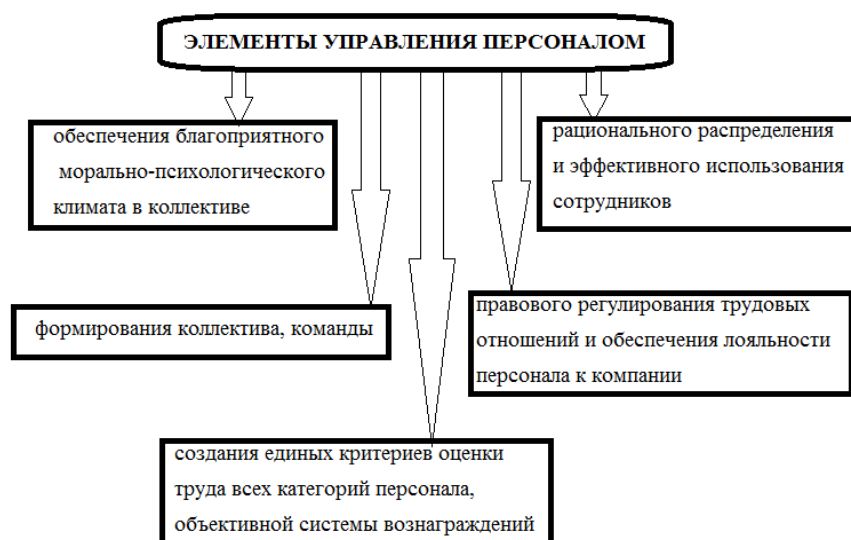 ЭЛЕМЕНТЫ УПРАВЛЕНИЯ ПЕРСОНАЛОМ
обеспечения благоприятного
морально-психологического
климата в коллективе
рационального распределения
и эффективного использования
сотрудников
формирования коллектива, команды
правового регулирования трудовых
отношений и обеспечения лояльности
персонала к компании
создания единых критериев оценки
труда всех категорий персонала,
объективной системы вознаграждений